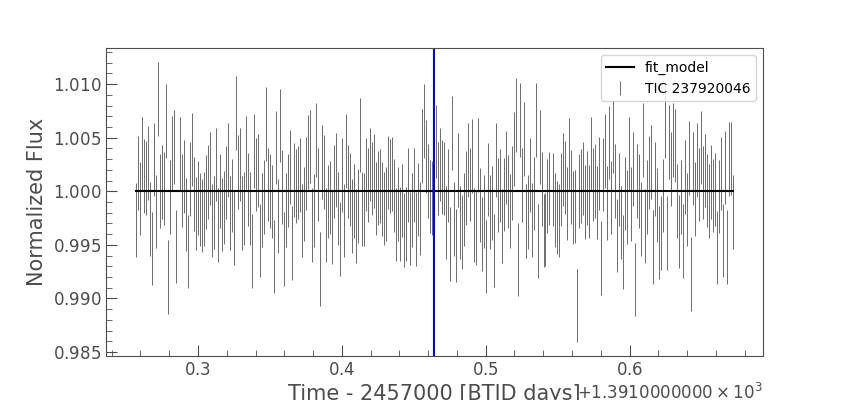 fit_model
TIC 237920046
Normalized Flux
1.010
1.005
1.000
0.995
0.990
0.985
0.3 0.4 0.5 0.6
Time - 2457000 [BTJD days]
+1.3910000000 × 10³